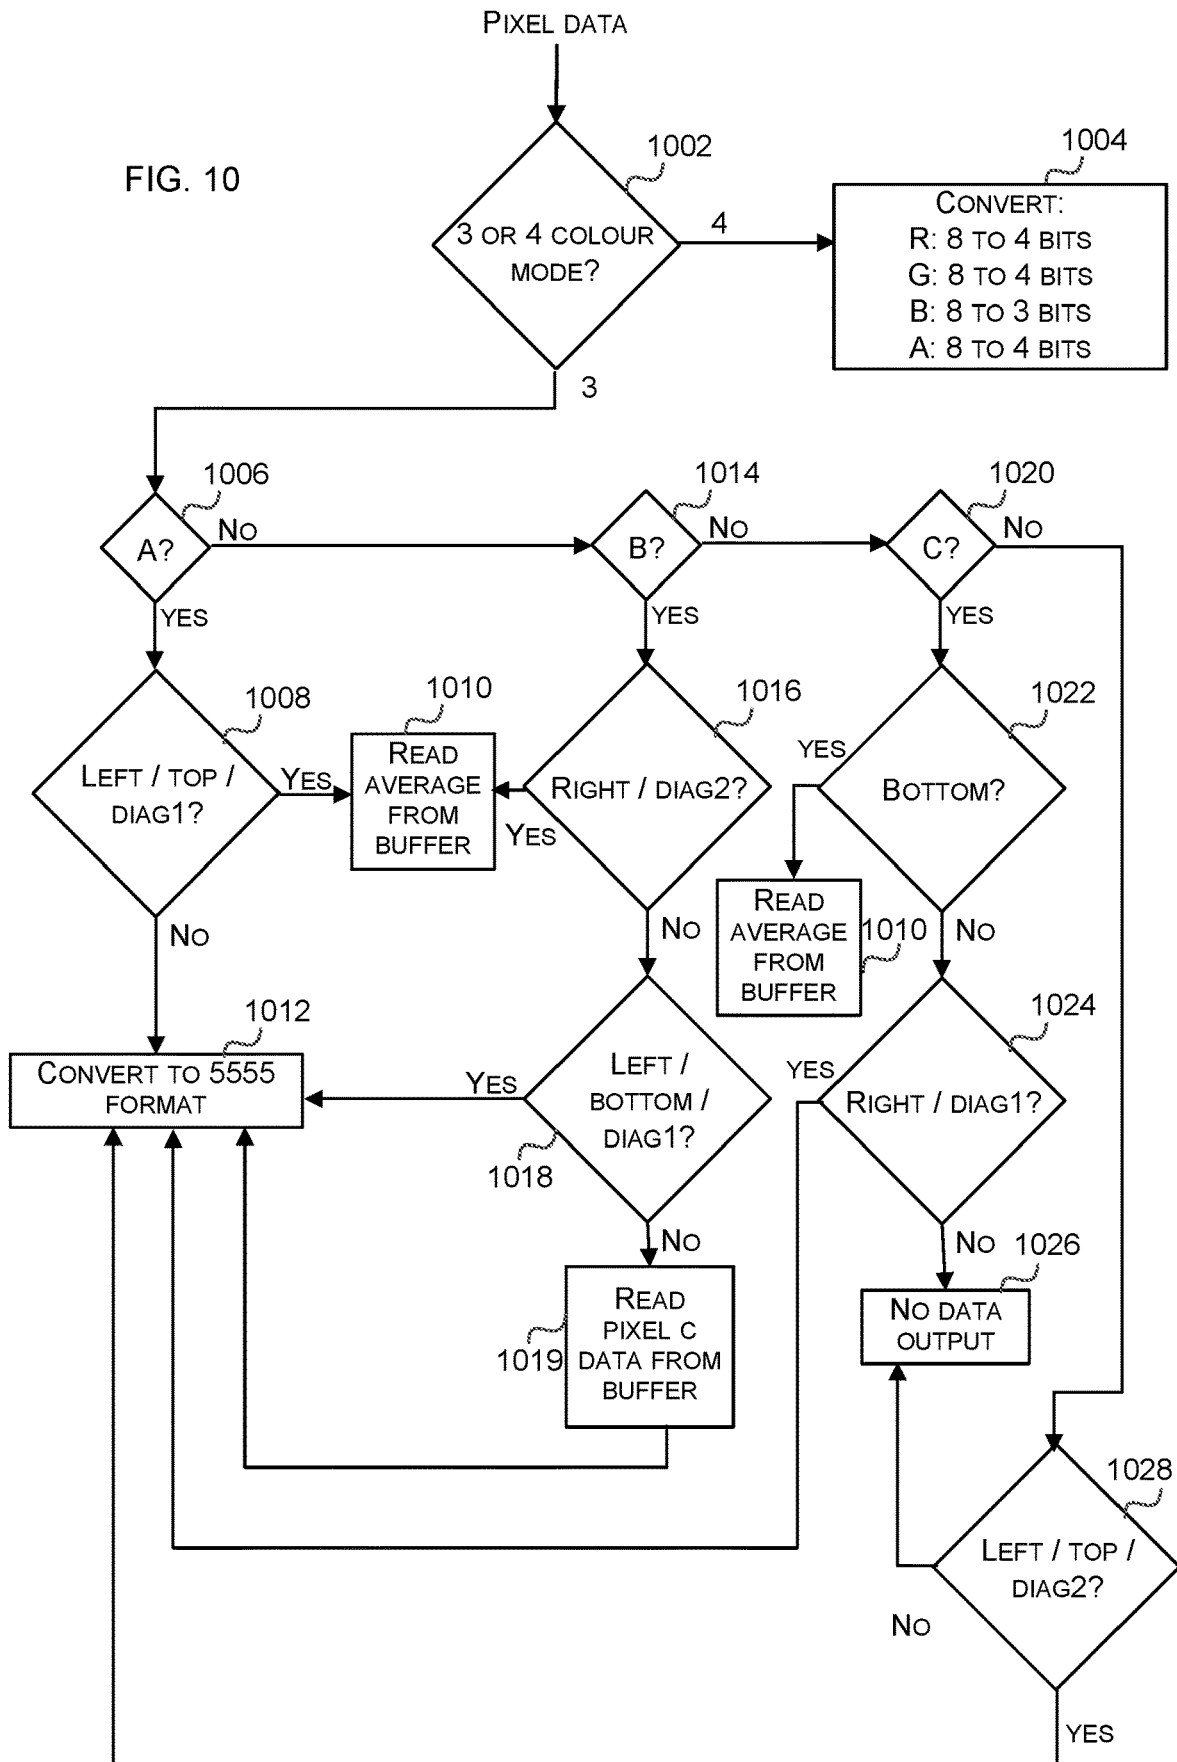 PIXEL DATA
FIG. 10
1002
3 OR 4 COLOUR
MODE?
4
1004
CONVERT:
R: 8 TO 4 BITS
G: 8 TO 4 BITS
B: 8 TO 3 BITS
A: 8 TO 4 BITS
3
1006
A?
NO
YES
1014
B?
NO
YES
1020
C?
NO
YES
1008
LEFT / TOP /
DIAG1?
YES
NO
1010
READ
AVERAGE
FROM
BUFFER
1016
RIGHT / DIAG2?
YES
NO
1022
BOTTOM?
YES
NO
READ
AVERAGE
FROM
BUFFER
1010
1012
CONVERT TO 5555
FORMAT
YES
LEFT /
BOTTOM /
DIAG1?
1018
NO
1024
YES
RIGHT / DIAG1?
NO
READ
PIXEL C
DATA FROM
BUFFER
1019
1026
NO DATA
OUTPUT
1028
LEFT / TOP /
DIAG2?
NO
YES